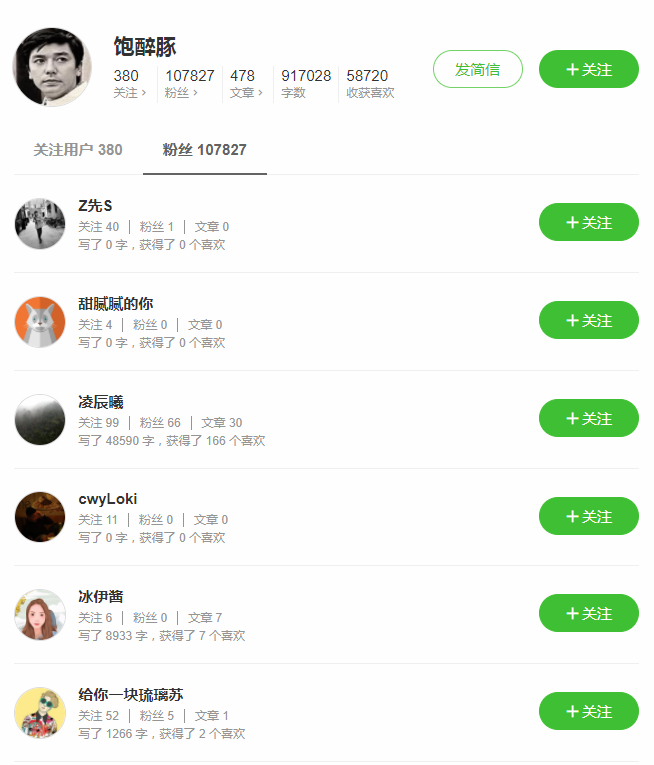 饱醉豚
380 107827 478 917028 58720
关注 › 粉丝 › 文章 › 字数 收获喜欢
发简信
+关注
关注用户 380 粉丝 107827
Z先S
关注 40 | 粉丝 1 | 文章 0
写了 0 字，获得了 0 个喜欢
+关注
甜腻腻的你
关注 4 | 粉丝 0 | 文章 0
写了 0 字，获得了 0 个喜欢
+关注
凌辰曦
关注 99 | 粉丝 66 | 文章 30
写了 48590 字，获得了 166 个喜欢
+关注
cwyLoki
关注 11 | 粉丝 0 | 文章 0
写了 0 字，获得了 0 个喜欢
+关注
冰伊酱
关注 6 | 粉丝 0 | 文章 7
写了 8933 字，获得了 7 个喜欢
+关注
给你一块琉璃苏
关注 52 | 粉丝 5 | 文章 1
写了 1266 字，获得了 2 个喜欢
+关注